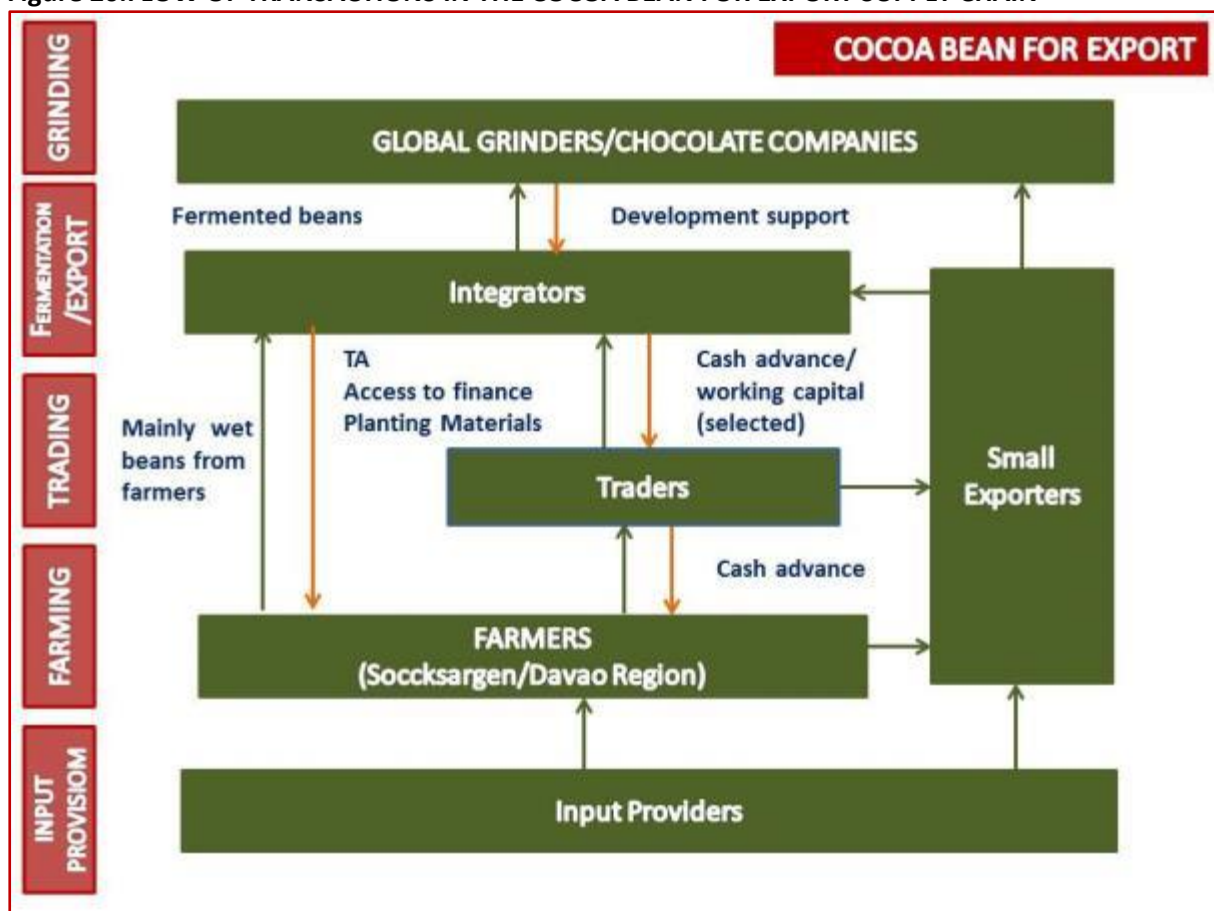 COCOA BEAN FOR EXPORT
GRINDING
GLOBAL GRINDERS/CHOCOLATE COMPANIES
Fermented beans
Development support
FERMENTATION
/EXPORT
Integrators
TA
Access to finance
Planting Materials
Cash advance/
working capital
(selected)
TRADING
Mainly wet
beans from
farmers
Traders
Small
Exporters
Cash advance
FARMING
FARMERS
(Soccksargen/Davao Region)
INPUT
PROVISIOM
Input Providers